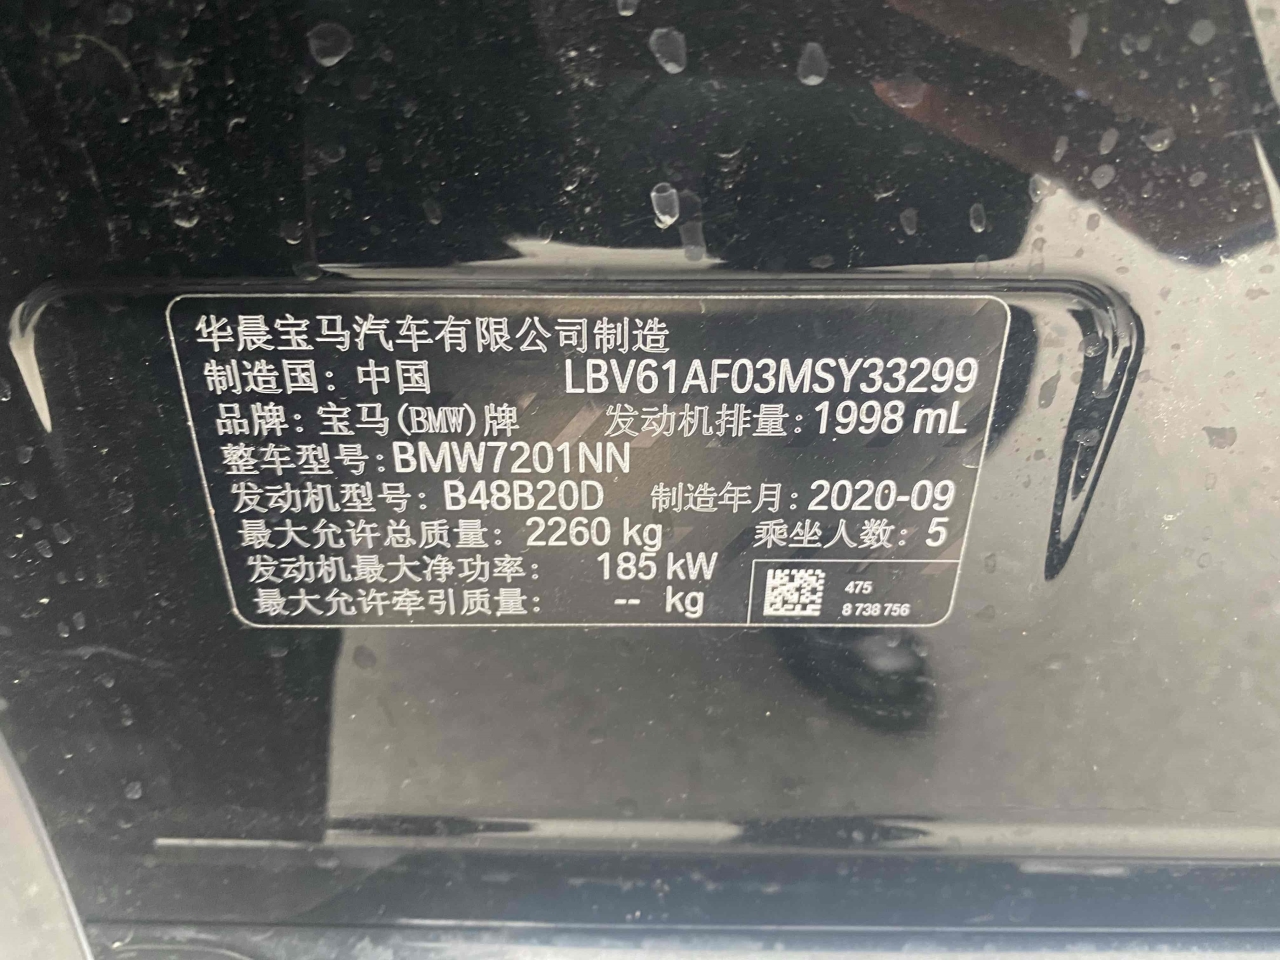 华晨宝马汽车有限公司制造
制造国：中国 LBV61AF03MSY33299
品牌：宝马(BMW)牌 发动机排量：1998 mL
整车型号：BMW7201NN
发动机型号：B48B20D 制造年月：2020-09
最大允许总质量：2260 kg 乘坐人数：5
发动机最大净功率：185 kW
最大允许牵引质量：-- kg
475
8 738 756